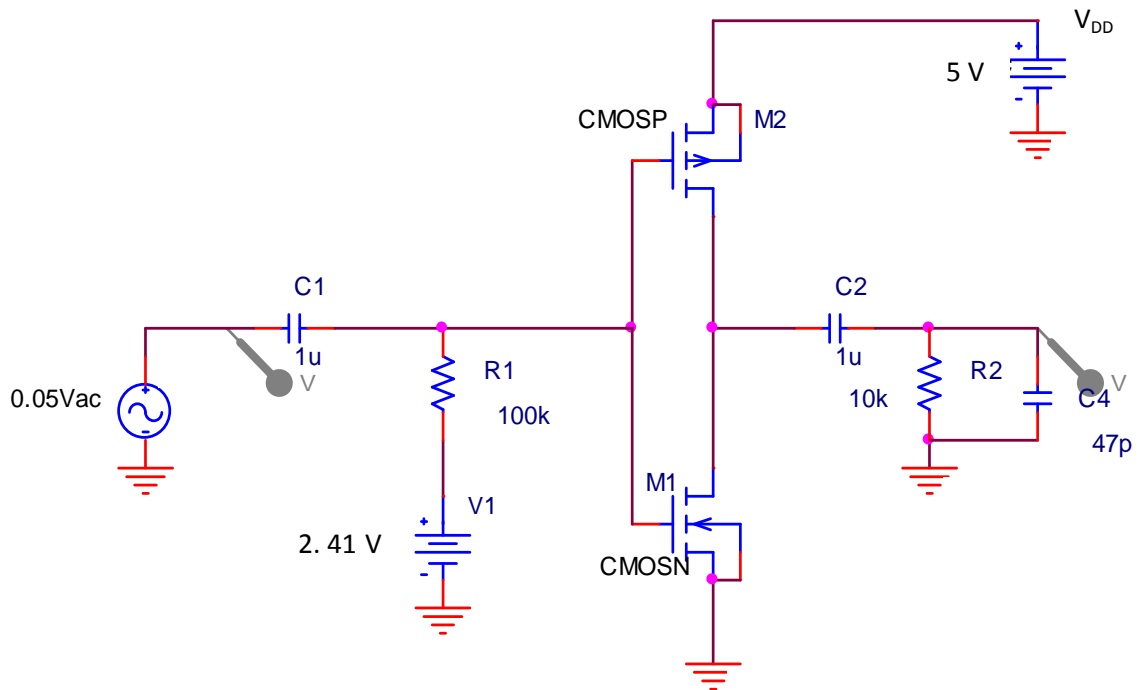 V_DD
5 V
CMOSP
M2
C1
1u
C2
1u
0.05Vac
V
R1
100k
R2
10k
V
C4
47p
M1
V1
2. 41 V
CMOSN